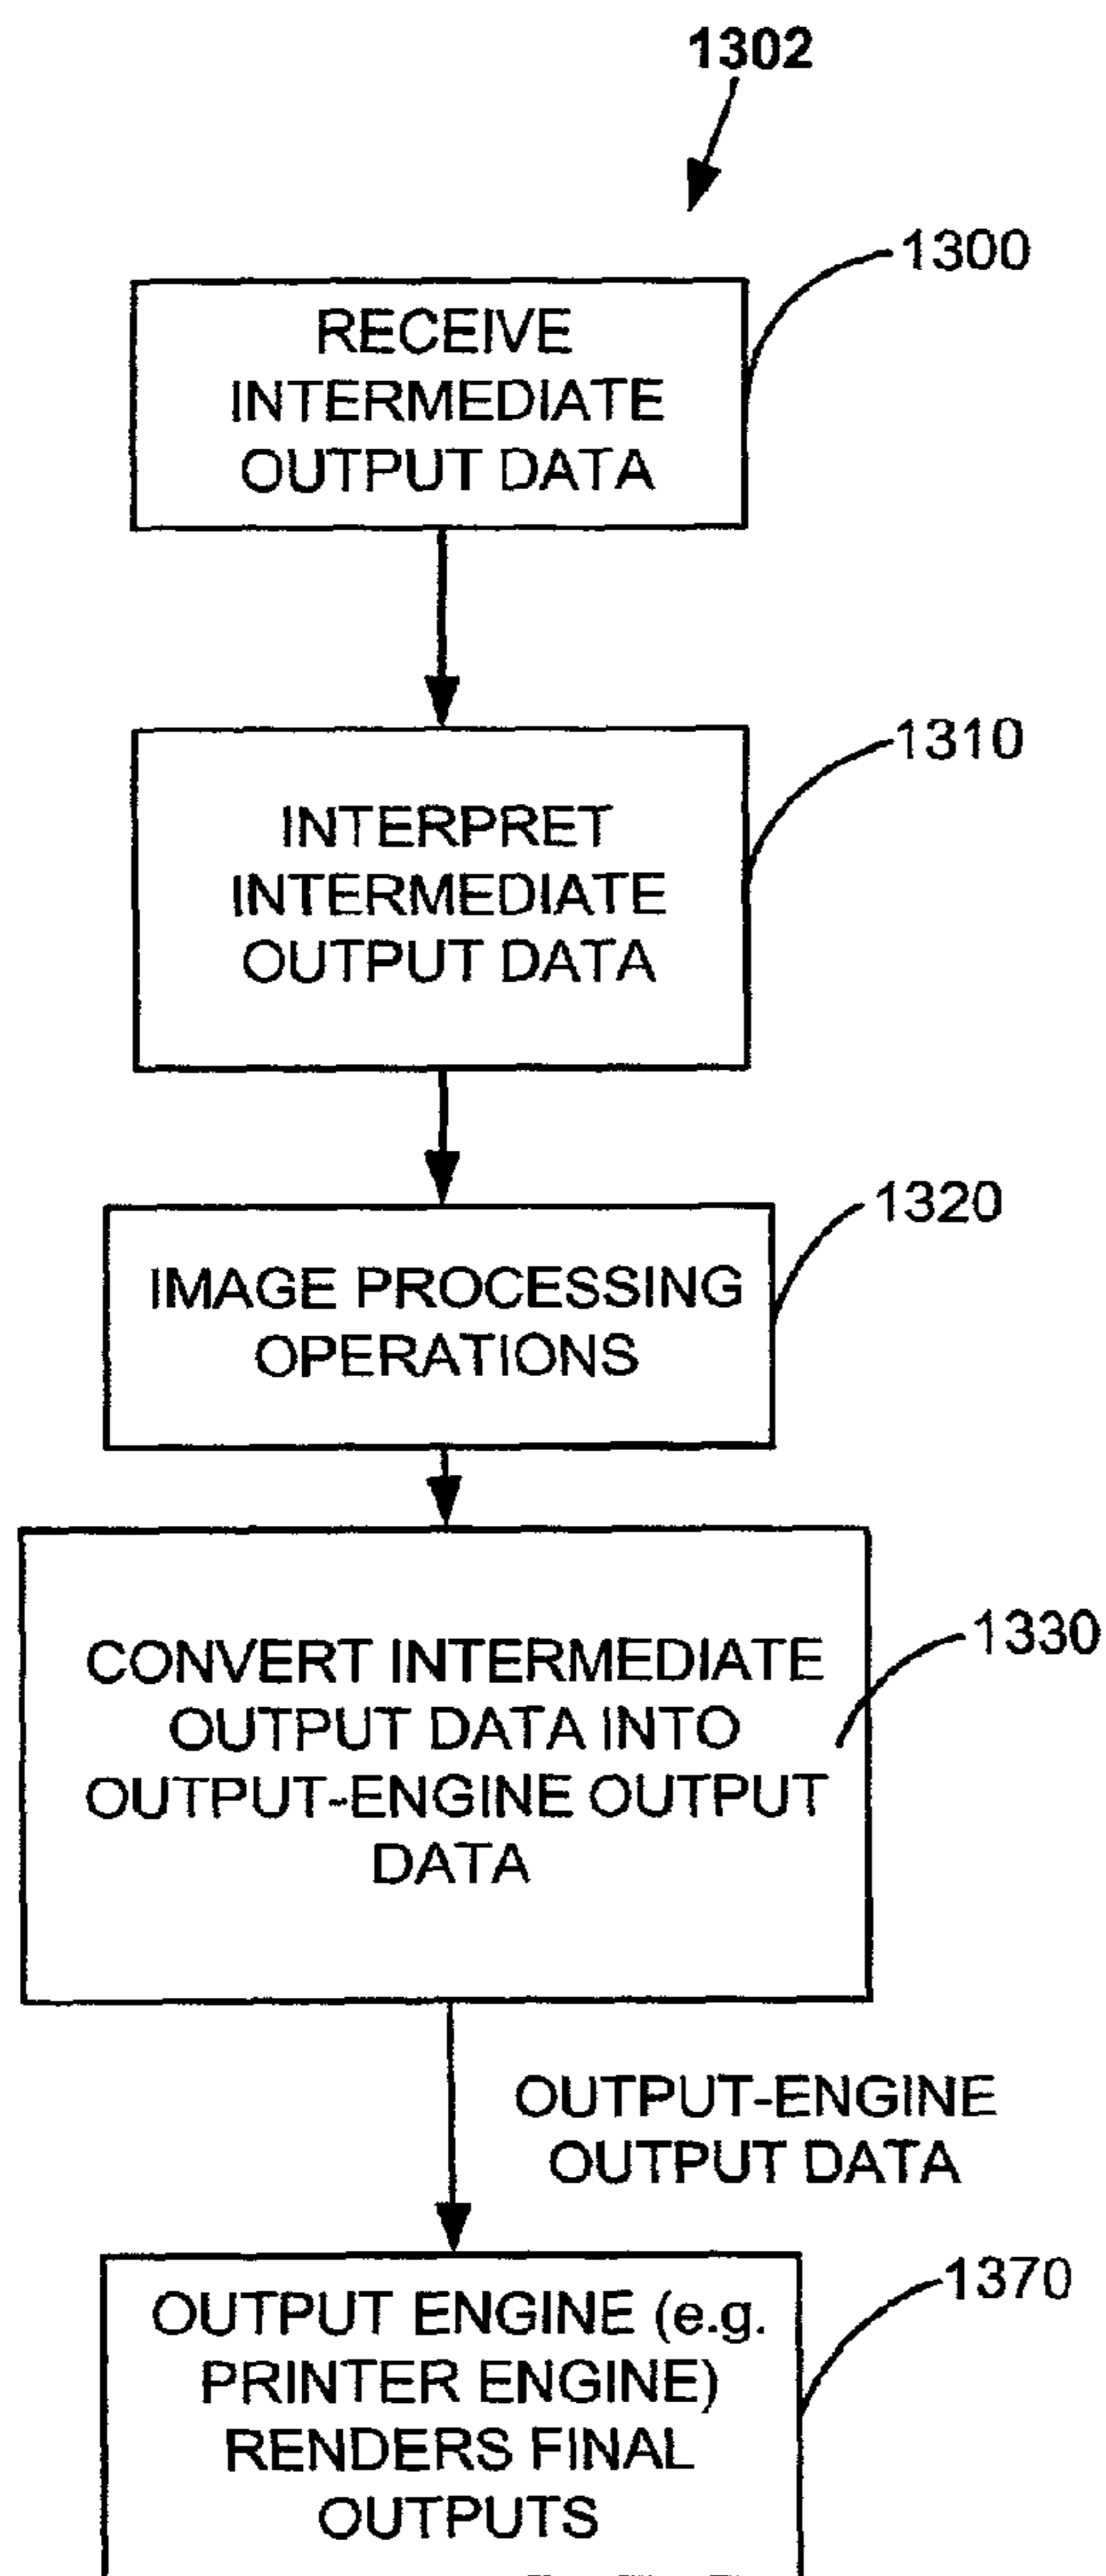 1302
1300
RECEIVE
INTERMEDIATE
OUTPUT DATA
1310
INTERPRET
INTERMEDIATE
OUTPUT DATA
1320
IMAGE PROCESSING
OPERATIONS
1330
CONVERT INTERMEDIATE
OUTPUT DATA INTO
OUTPUT-ENGINE OUTPUT
DATA
OUTPUT-ENGINE
OUTPUT DATA
1370
OUTPUT ENGINE (e.g.
PRINTER ENGINE)
RENDERS FINAL
OUTPUTS